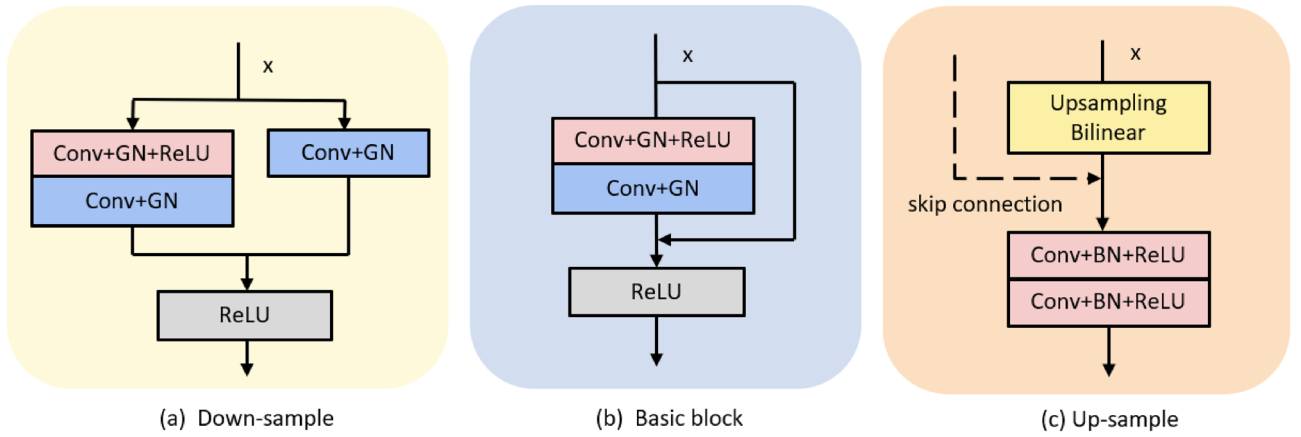 x
Conv+GN+ReLU
Conv+GN
Conv+GN
ReLU
(a) Down-sample
x
Conv+GN+ReLU
Conv+GN
ReLU
(b) Basic block
x
Upsampling
Bilinear
skip connection
Conv+BN+ReLU
Conv+BN+ReLU
(c) Up-sample